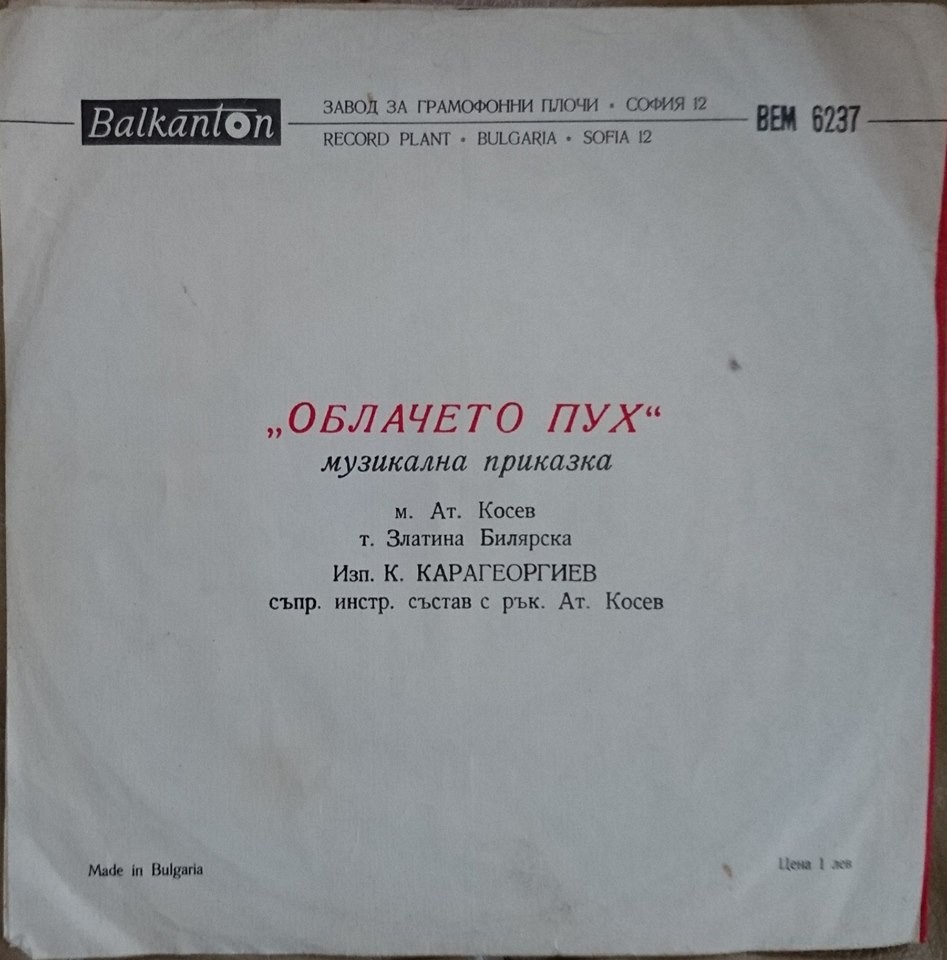 Balkanton
ЗАВОД ЗА ГРАМОФОННИ ПЛОЧИ • СОФИЯ 12
RECORD PLANT • BULGARIA • SOFIA 12
ВЕМ 6237
„ОБЛАЧЕТО ПУХ“
музикална приказка
м. Ат. Косев
т. Златина Билярска
Изп. К. КАРАГЕОРГИЕВ
съпр. инстр. състав с рък. Ат. Косев
Made in Bulgaria
Цена 1 лев